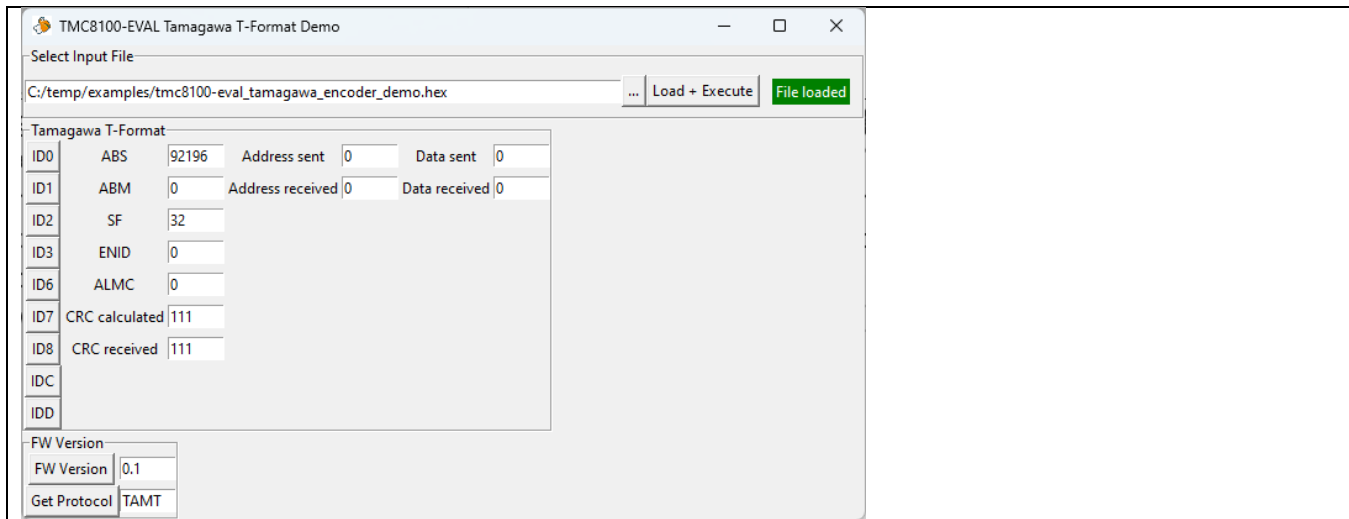 TMC8100-EVAL Tamagawa T-Format Demo
Select Input File
C:/temp/examples/tmc8100-eval_tamagawa_encoder_demo.hex ... Load + Execute File loaded
Tamagawa T-Format
ID0 ABS 92196 Address sent 0 Data sent 0
ID1 ABM 0 Address received 0 Data received 0
ID2 SF 32
ID3 ENID 0
ID6 ALMC 0
ID7 CRC calculated 111
ID8 CRC received 111
IDC
IDD
FW Version
FW Version 0.1
Get Protocol TAMT